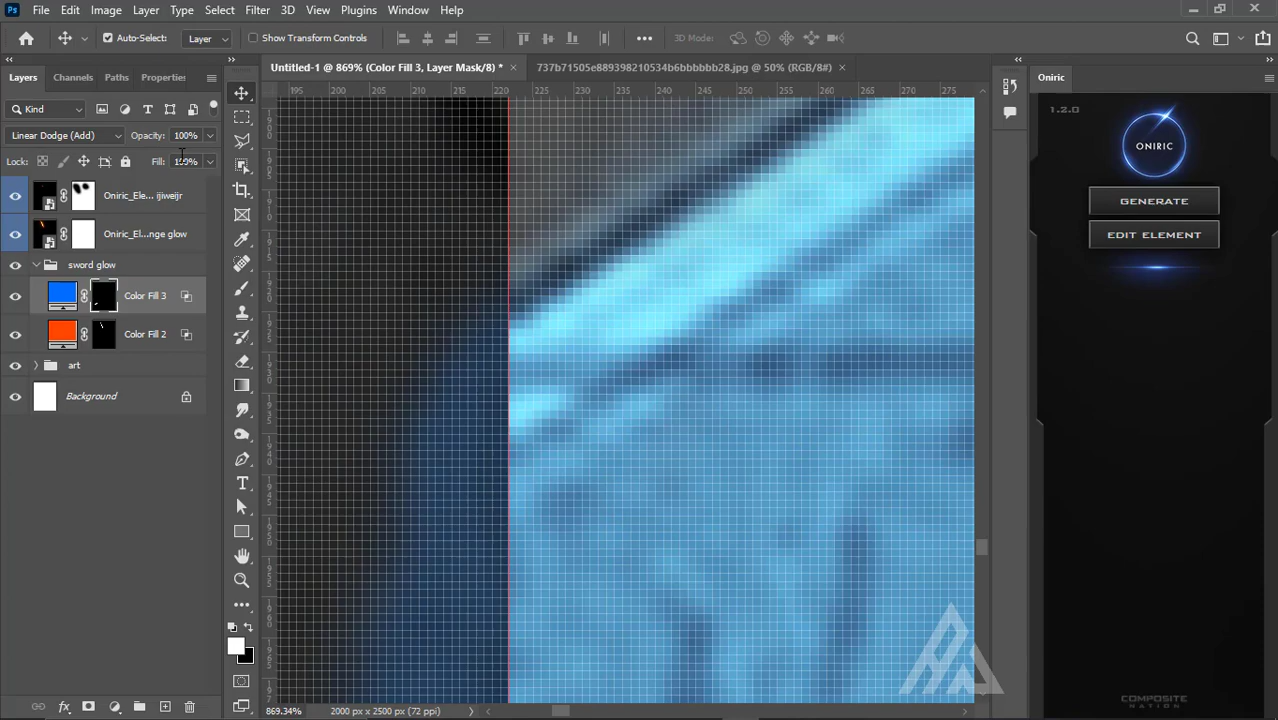 Ps File Edit Image Layer Type Select Filter 3D View Plugins Window Help
Auto-Select: Layer Show Transform Controls 3D Mode:
Layers Channels Paths Properties
Untitled-1 @ 869% (Color Fill 3, Layer Mask/8) *
737b71505e889398210534b6bbbbbb28.jpg @ 50% (RGB/8#)
Oniric
195 200 205 210 215 220 225 230 235 240 245 250 255 260 265 270 275
Kind
Linear Dodge (Add) Opacity: 100%
Lock: Fill:
Oniric_Ele... ijiweijr
Oniric_El...nge glow
sword glow
Color Fill 3
Color Fill 2
art
Background
1.2.0
ONIRIC
GENERATE
EDIT ELEMENT
COMPOSITE
NATION
869.34% 2000 px x 2500 px (72 ppi)